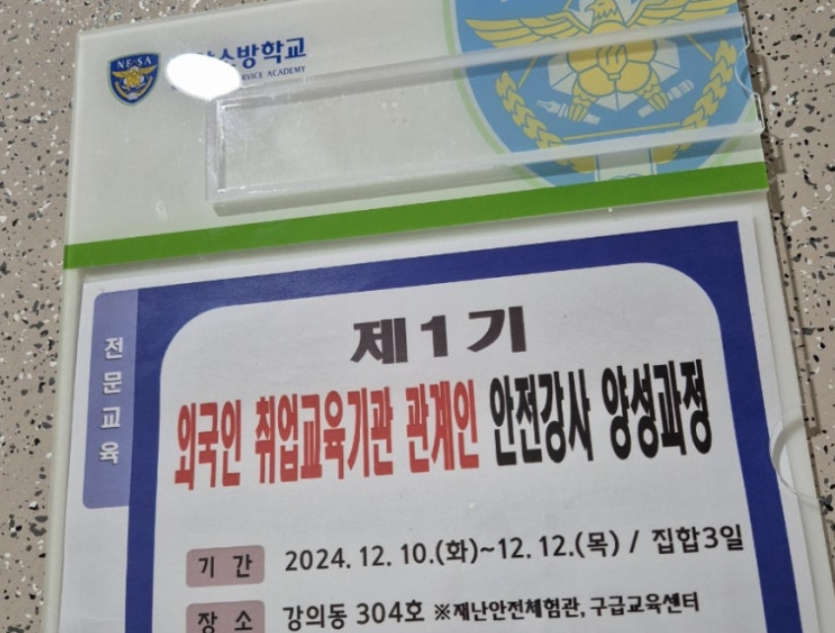 NE·SA
소방학교
SERVICE ACADEMY
전문교육
제1기
외국인 취업교육기관 관계인 안전강사 양성과정
기 간 2024. 12. 10.(화)~12. 12.(목) / 집합3일
장 소 강의동 304호 ※재난안전체험관, 구급교육센터